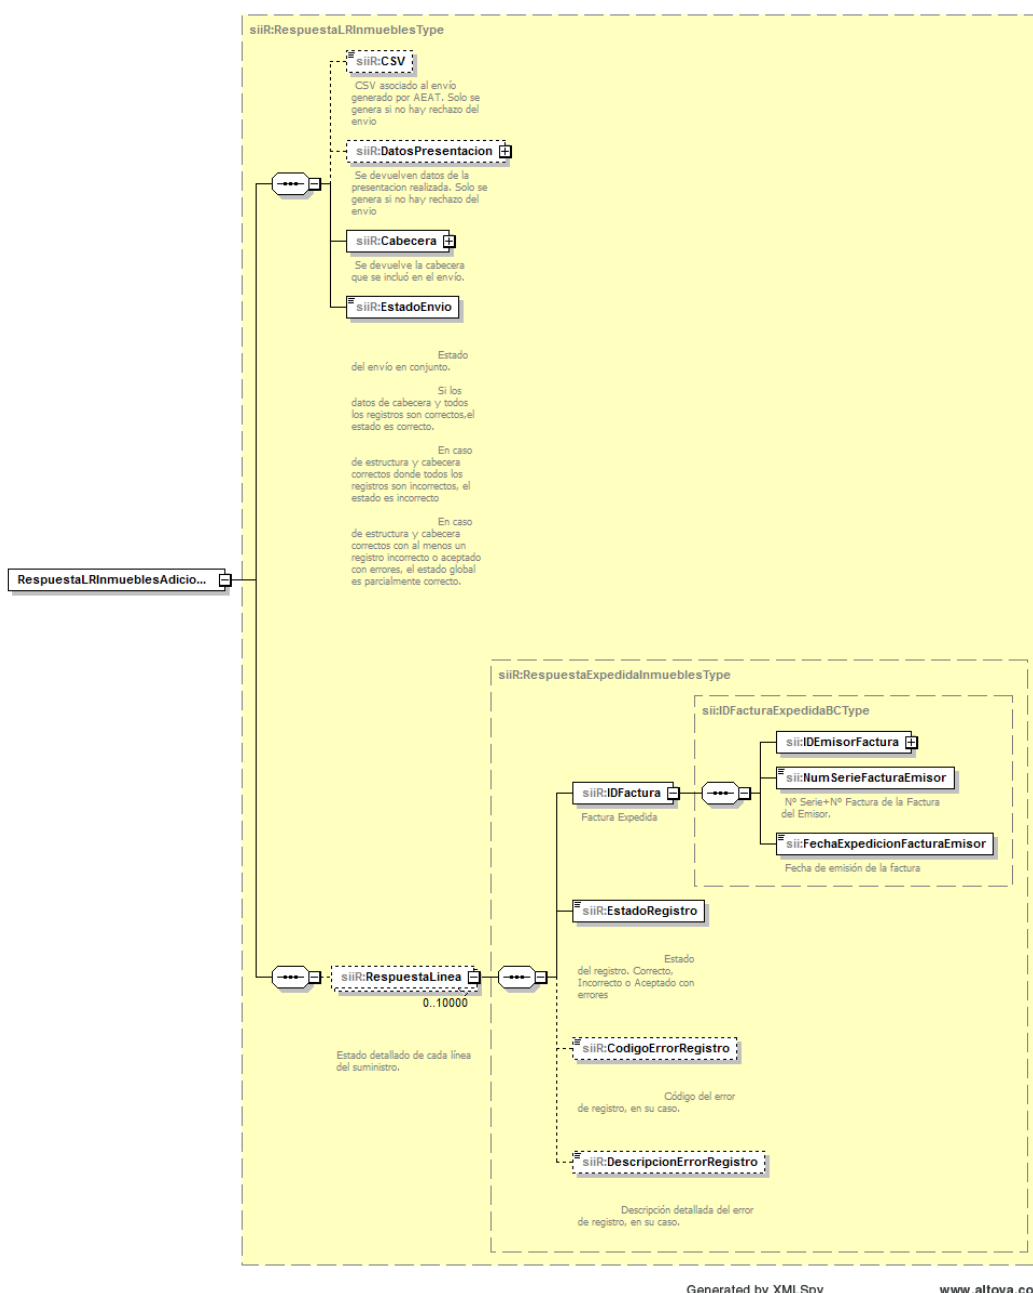 siiR:RespuestaLRInmueblesType
siiR:CSV
CSV asociado al envío
generado por AEAT. Solo se
genera si no hay rechazo del
envio
siiR:DatosPresentacion
Se devuelven datos de la
presentacion realizada. Solo se
genera si no hay rechazo del
envio
siiR:Cabecera
Se devuelve la cabecera
que se incluó en el envío.
siiR:EstadoEnvio
Estado
del envío en conjunto.
Si los
datos de cabecera y todos
los registros son correctos,el
estado es correcto.
En caso
de estructura y cabecera
correctos donde todos los
registros son incorrectos, el
estado es incorrecto
En caso
de estructura y cabecera
correctos con al menos un
registro incorrecto o aceptado
con errores, el estado global
es parcialmente correcto.
RespuestaLRInmueblesAdicio...
siiR:RespuestaExpedidaInmueblesType
sii:IDFacturaExpedidaBCType
sii:IDEmisorFactura
sii:NumSerieFacturaEmisor
Nº Serie+Nº Factura de la Factura
del Emisor.
siiR:IDFactura
Factura Expedida
sii:FechaExpedicionFacturaEmisor
Fecha de emisión de la factura
siiR:EstadoRegistro
Estado
del registro. Correcto,
Incorrecto o Aceptado con
errores
siiR:RespuestaLinea
0..10000
Estado detallado de cada línea
del suministro.
siiR:CodigoErrorRegistro
Código del error
de registro, en su caso.
siiR:DescripcionErrorRegistro
Descripción detallada del error
de registro, en su caso.
Generated by XMLSpy
www.altova.co